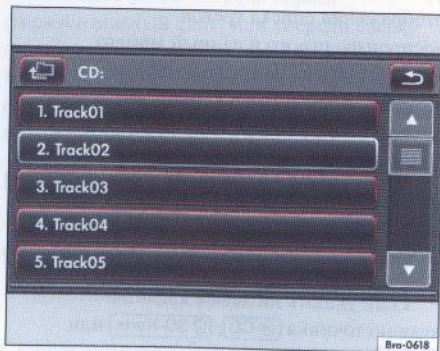 CD:
1. Track01
2. Track02
3. Track03
4. Track04
5. Track05
Bra-0618